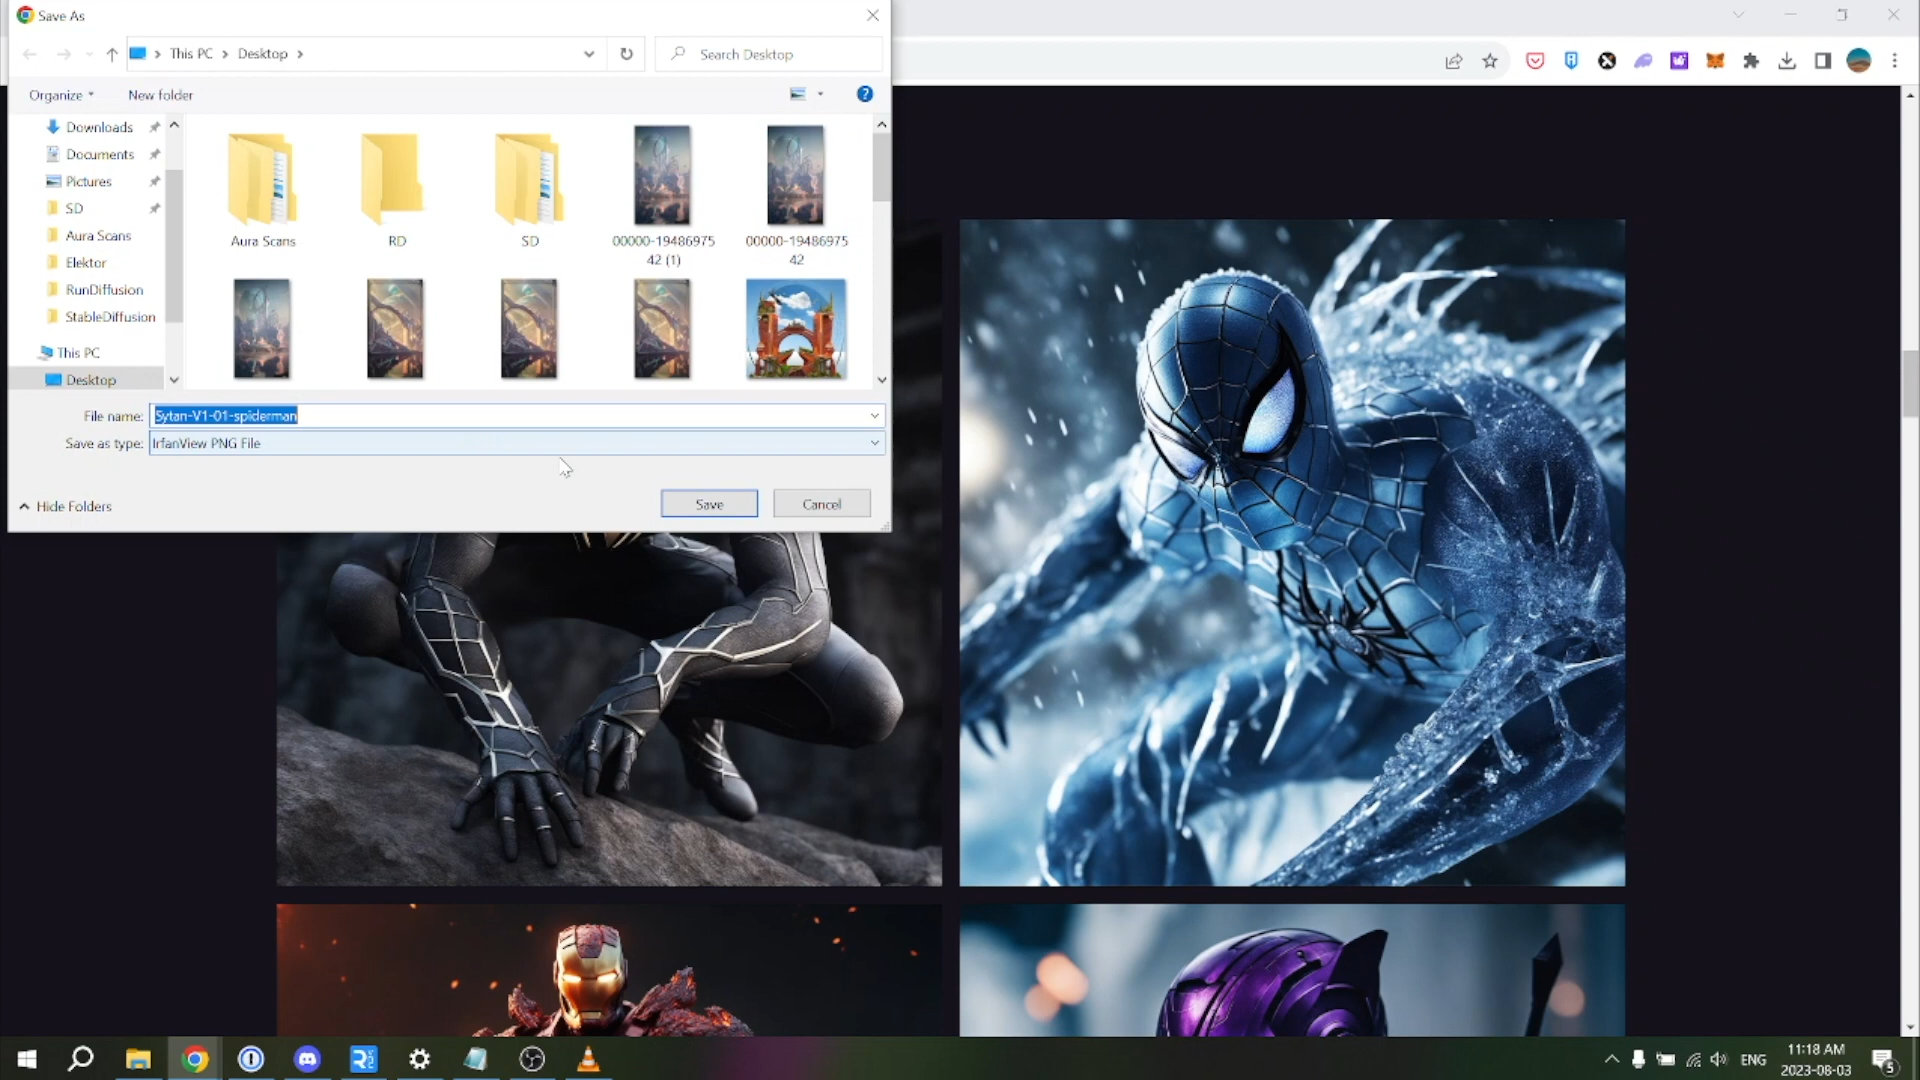 Save As
This PC
Desktop
Search Desktop
Organize
New folder
Downloads
Documents
Pictures
SD
Aura Scans
Elektor
RunDiffusion
StableDiffusion
This PC
Desktop
Aura Scans
RD
SD
00000-19486975
42 (1)
00000-19486975
42
File name: Sytan-V1-01-spiderman
Save as type: IrfanView PNG File
Hide Folders
Save
Cancel
ENG
11:18 AM
2023-08-03
5